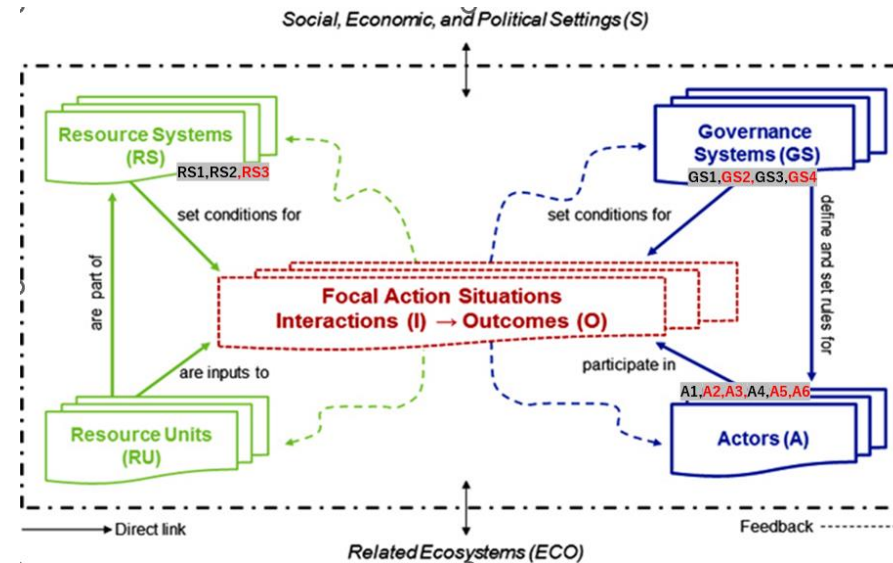 Social, Economic, and Political Settings (S)
Resource Systems
(RS)
RS1,RS2,RS3
Governance
Systems (GS)
GS1,GS2,GS3,GS4
set conditions for
set conditions for
are part of
define and set rules for
Focal Action Situations
Interactions (I) → Outcomes (O)
are inputs to
participate in
A1,A2,A3,A4,A5,A6
Resource Units
(RU)
Actors (A)
Direct link
Feedback
Related Ecosystems (ECO)